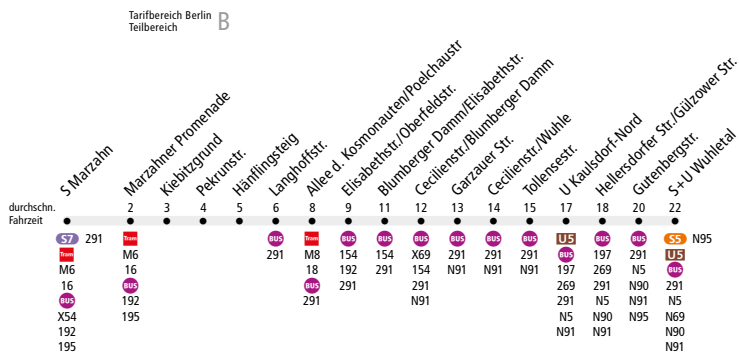 Tarifbereich Berlin
Teilbereich B
S Marzahn
Marzahner Promenade
Kiebitzgrund
Pekrunstr.
Hänflingsteig
Langhoffstr.
Allee d. Kosmonauten/Poelchaustr
Elisabethstr./Oberfeldstr.
Blumberger Damm/Elisabethstr.
Cecilienstr./Blumberger Damm
Garzauer Str.
Cecilienstr./Wuhle
Tollensestr.
U Kaulsdorf-Nord
Hellersdorfer Str./Gülzower Str.
Gutenbergstr.
S+U Wuhletal
durchschn. 2 3 4 5 6 8 9 11 12 13 14 15 17 18 20 22
Fahrzeit
S7 291 Tram BUS Tram BUS BUS BUS BUS BUS BUS U5 BUS BUS S5 N95
Tram M6 291 M8 154 154 X69 291 291 291 BUS 197 291 U5
M6 16 18 192 291 154 N91 N91 N91 197 269 N5 BUS
16 BUS BUS 291 291 269 291 N90 291
BUS 192 291 N91 291 N5 N91 N5
X54 195 N5 N90 N95 N69
192 N91 N91 N90
195 N91